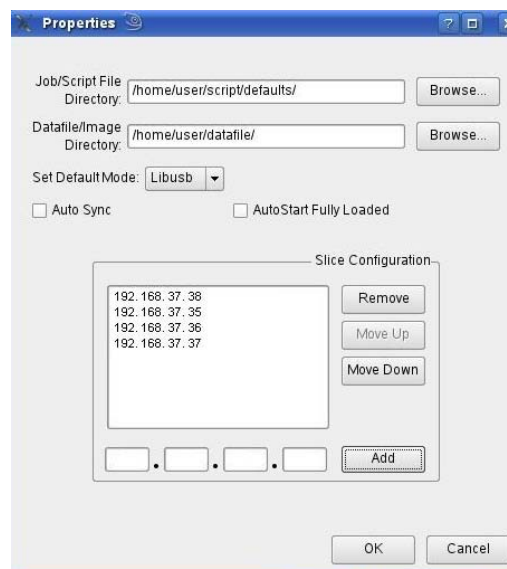 Properties
Job/Script File Directory: /home/user/script/defaults/ Browse...
Datafile/Image Directory: /home/user/datafile/ Browse...
Set Default Mode: Libusb
Auto Sync AutoStart Fully Loaded
Slice Configuration
192.168.37.38
192.168.37.35
192.168.37.36
192.168.37.37
Remove
Move Up
Move Down
. . . Add
OK Cancel